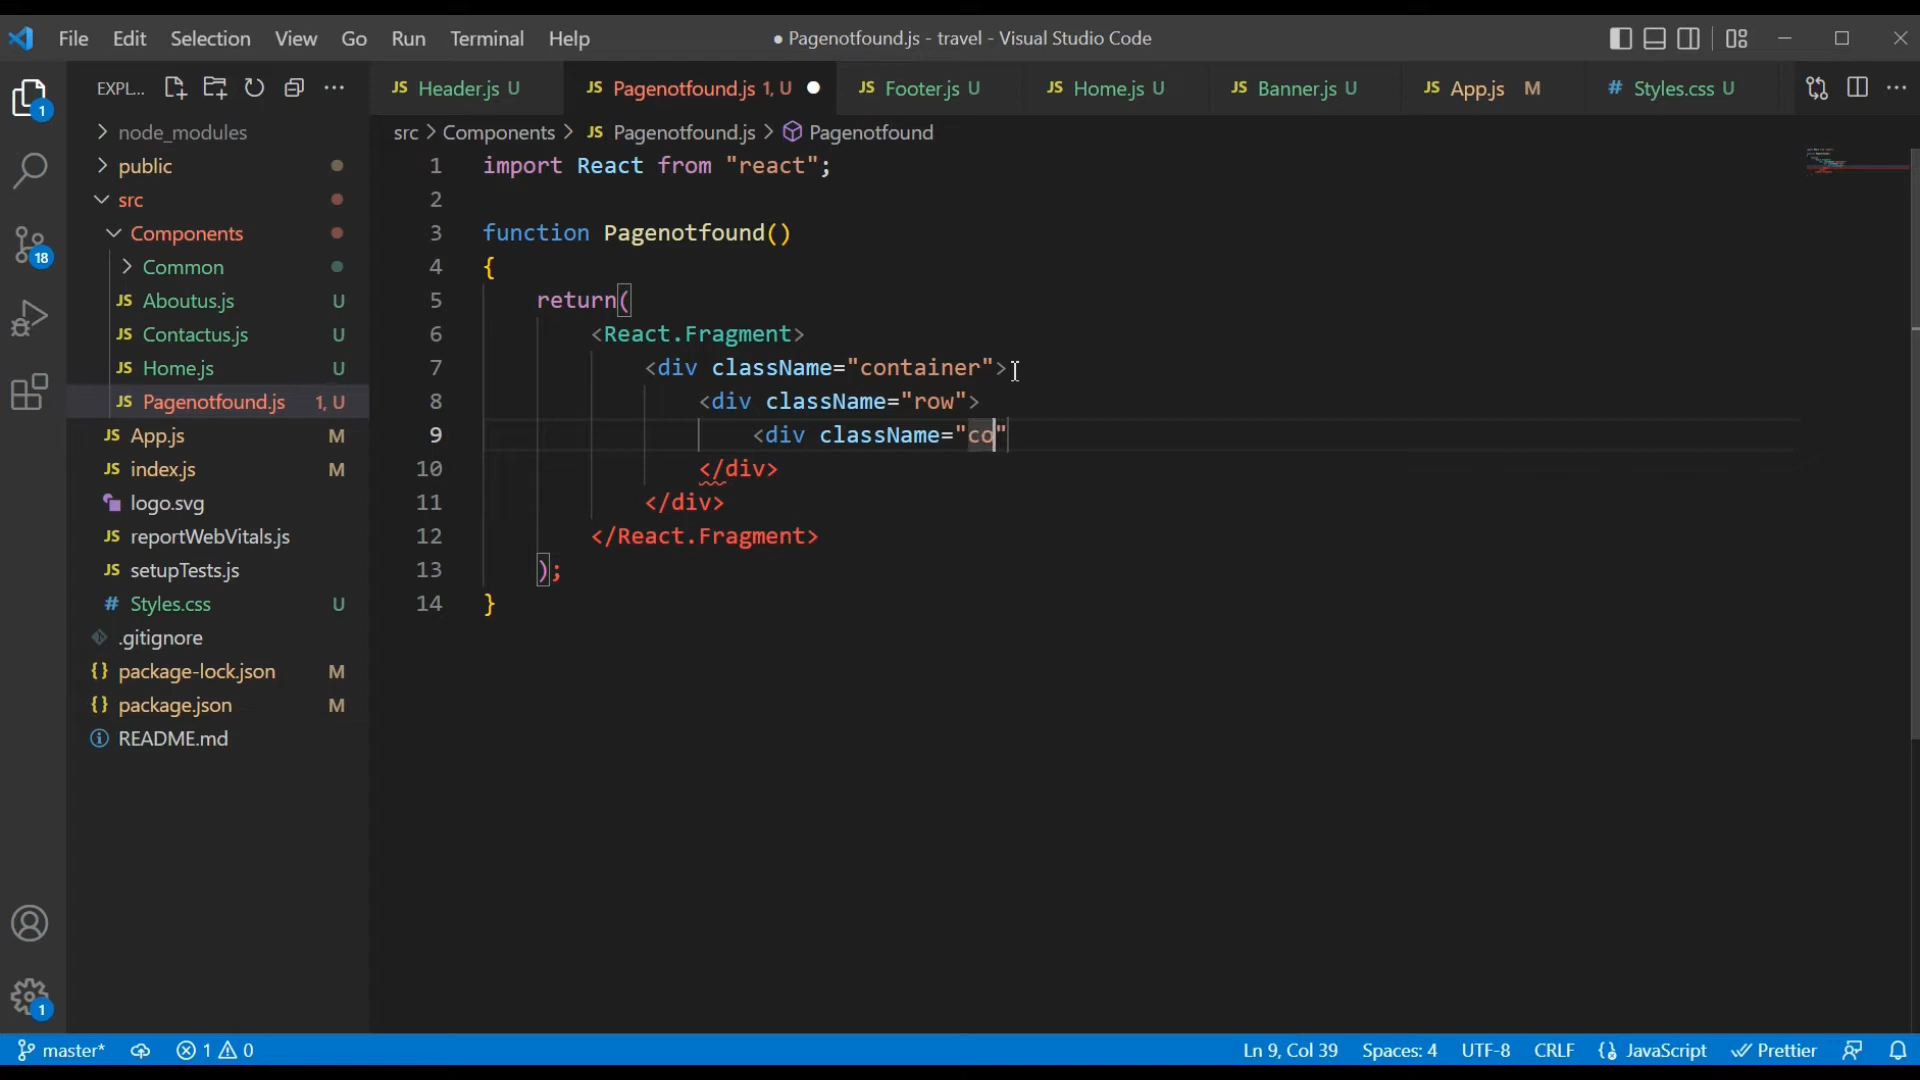 File Edit Selection View Go Run Terminal Help
● Pagenotfound.js - travel - Visual Studio Code
EXPL...
JS Header.js U
JS Pagenotfound.js 1, U ●
JS Footer.js U
JS Home.js U
JS Banner.js U
JS App.js M
# Styles.css U
src > Components > JS Pagenotfound.js > Pagenotfound
node_modules
public
src
Components
Common
JS Aboutus.js U
JS Contactus.js U
JS Home.js U
JS Pagenotfound.js 1, U
JS App.js M
JS index.js M
logo.svg
JS reportWebVitals.js
JS setupTests.js
# Styles.css U
.gitignore
{} package-lock.json M
{} package.json M
README.md
1
18
1
1 import React from "react";
2
3 function Pagenotfound()
4 {
5 return(
6 <React.Fragment>
7 <div className="container">
8 <div className="row">
9 <div className="co"
10 </div>
11 </div>
12 </React.Fragment>
13 );
14 }
master* 1 0 Ln 9, Col 39 Spaces: 4 UTF-8 CRLF {} JavaScript Prettier